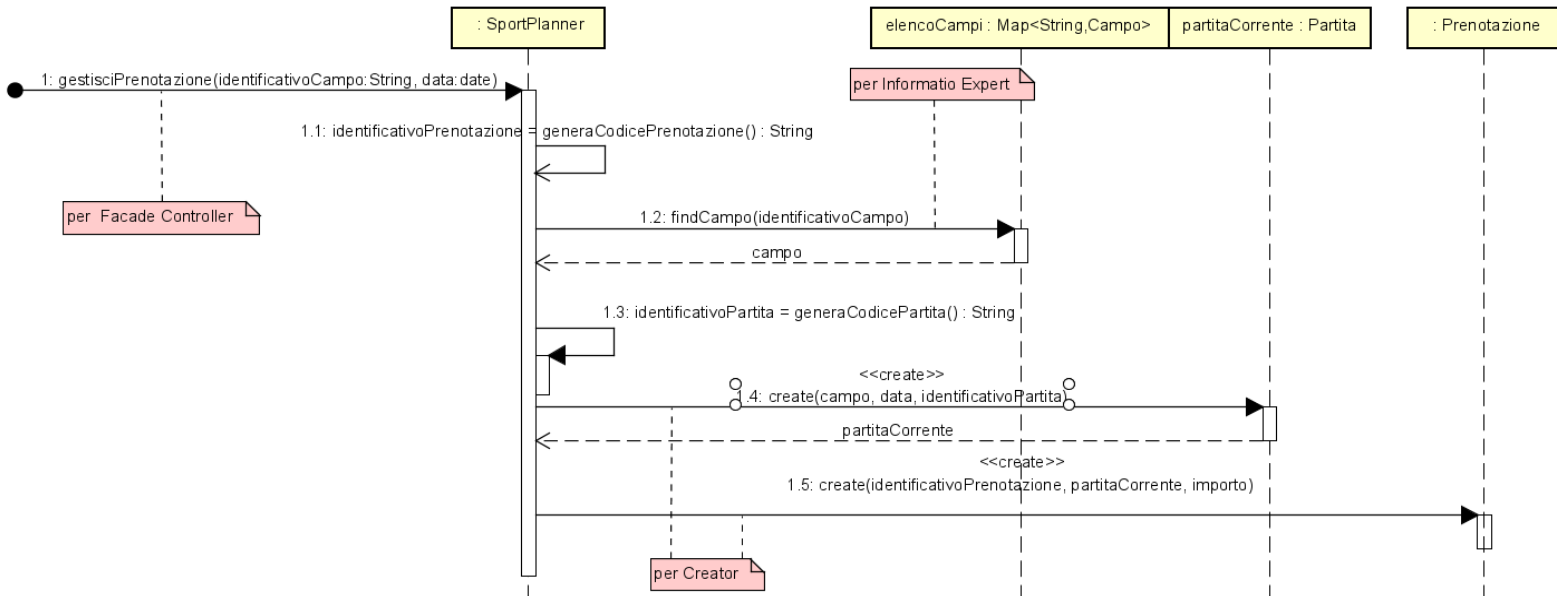 : SportPlanner
elencoCampi : Map<String,Campo>
partitaCorrente : Partita
: Prenotazione
1: gestisciPrenotazione(identificativoCampo:String, data:date)
per Informatio Expert
1.1: identificativoPrenotazione = generaCodicePrenotazione() : String
per Facade Controller
1.2: findCampo(identificativoCampo)
campo
1.3: identificativoPartita = generaCodicePartita() : String
<<create>>
1.4: create(campo, data, identificativoPartita)
partitaCorrente
<<create>>
1.5: create(identificativoPrenotazione, partitaCorrente, importo)
per Creator